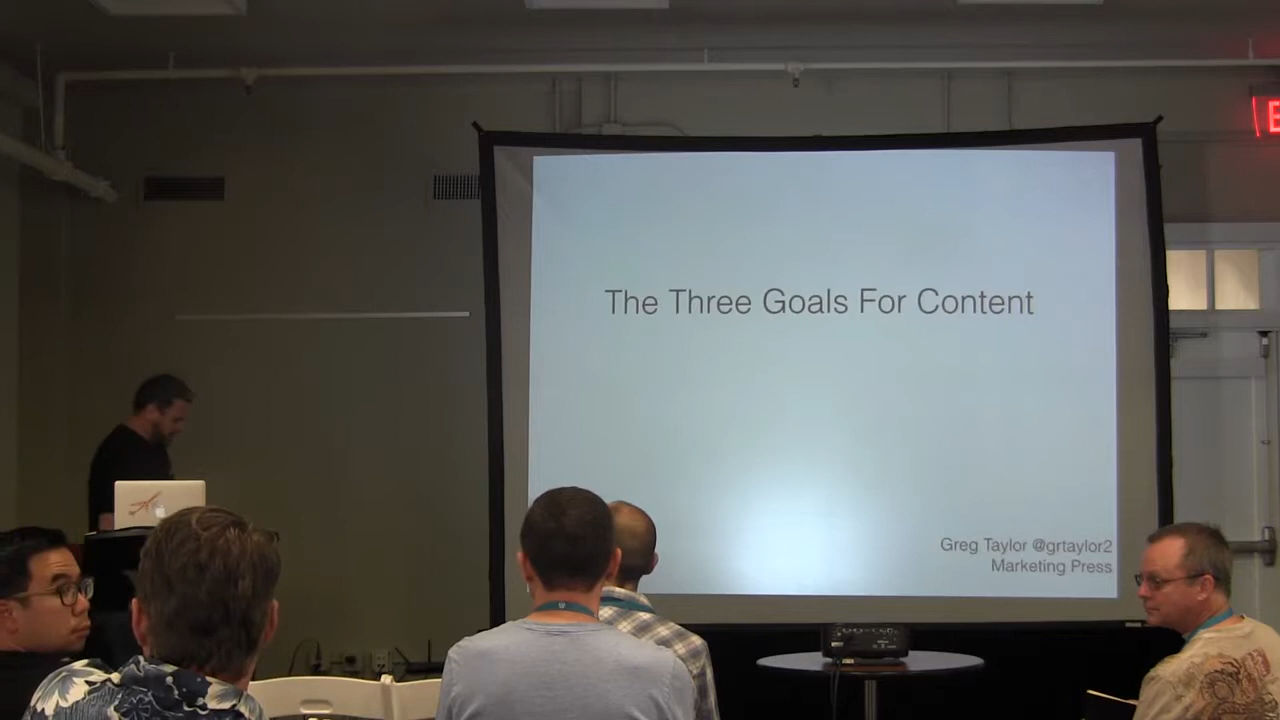 The Three Goals For Content
Greg Taylor @grtaylor2
Marketing Press